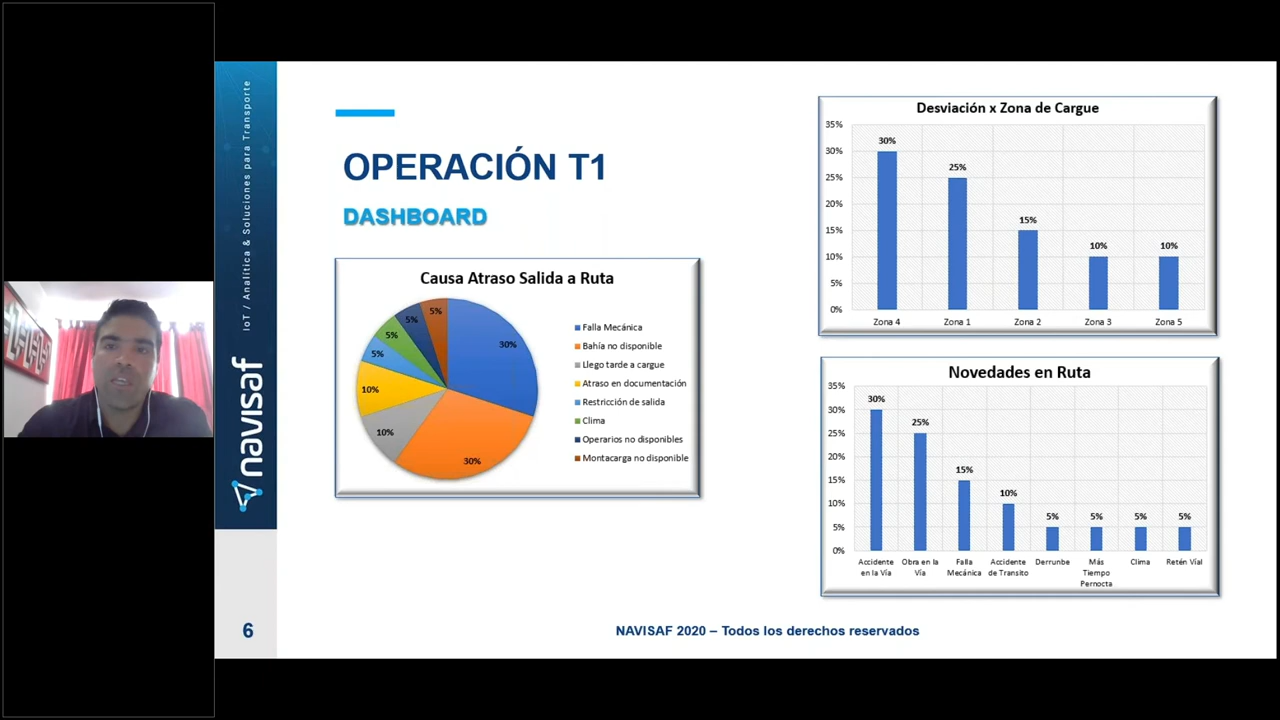 IoT / Analítica & Soluciones para Transporte
navisaf
6
OPERACIÓN T1
DASHBOARD
Causa Atraso Salida a Ruta
5%
5%
5%
5%
10%
10%
30%
30%
Falla Mecánica
Bahía no disponible
Llego tarde a cargue
Atraso en documentación
Restricción de salida
Clima
Operarios no disponibles
Montacarga no disponible
Desviación x Zona de Cargue
35%
30%
25%
20%
15%
10%
5%
0%
30%
25%
15%
10%
10%
Zona 4
Zona 1
Zona 2
Zona 3
Zona 5
Novedades en Ruta
35%
30%
25%
20%
15%
10%
5%
0%
30%
25%
15%
10%
5%
5%
5%
5%
Accidente
en la Vía
Obra en la
Vía
Falla
Mecánica
Accidente
de Transito
Derrunbe
Más
Tiempo
Pernocta
Clima
Retén Víal
NAVISAF 2020 – Todos los derechos reservados